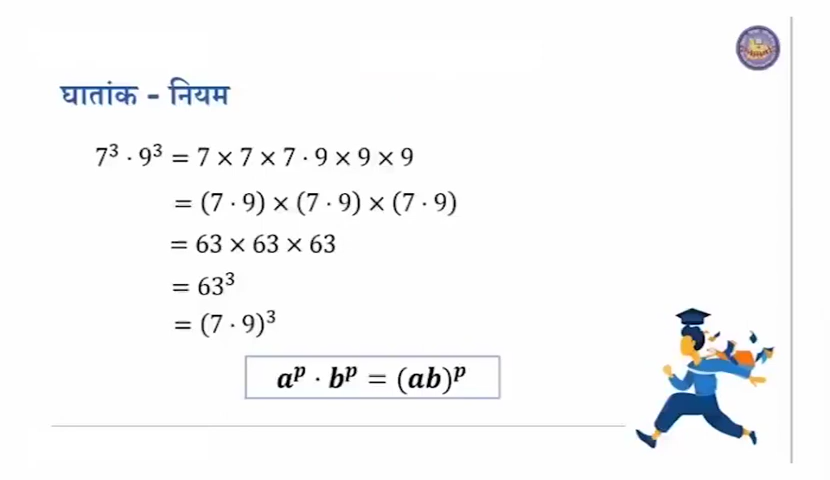 घातांक - नियम
7³ · 9³ = 7 × 7 × 7 · 9 × 9 × 9
= (7 · 9) × (7 · 9) × (7 · 9)
= 63 × 63 × 63
= 63³
= (7 · 9)³
aᵖ · bᵖ = (ab)ᵖ